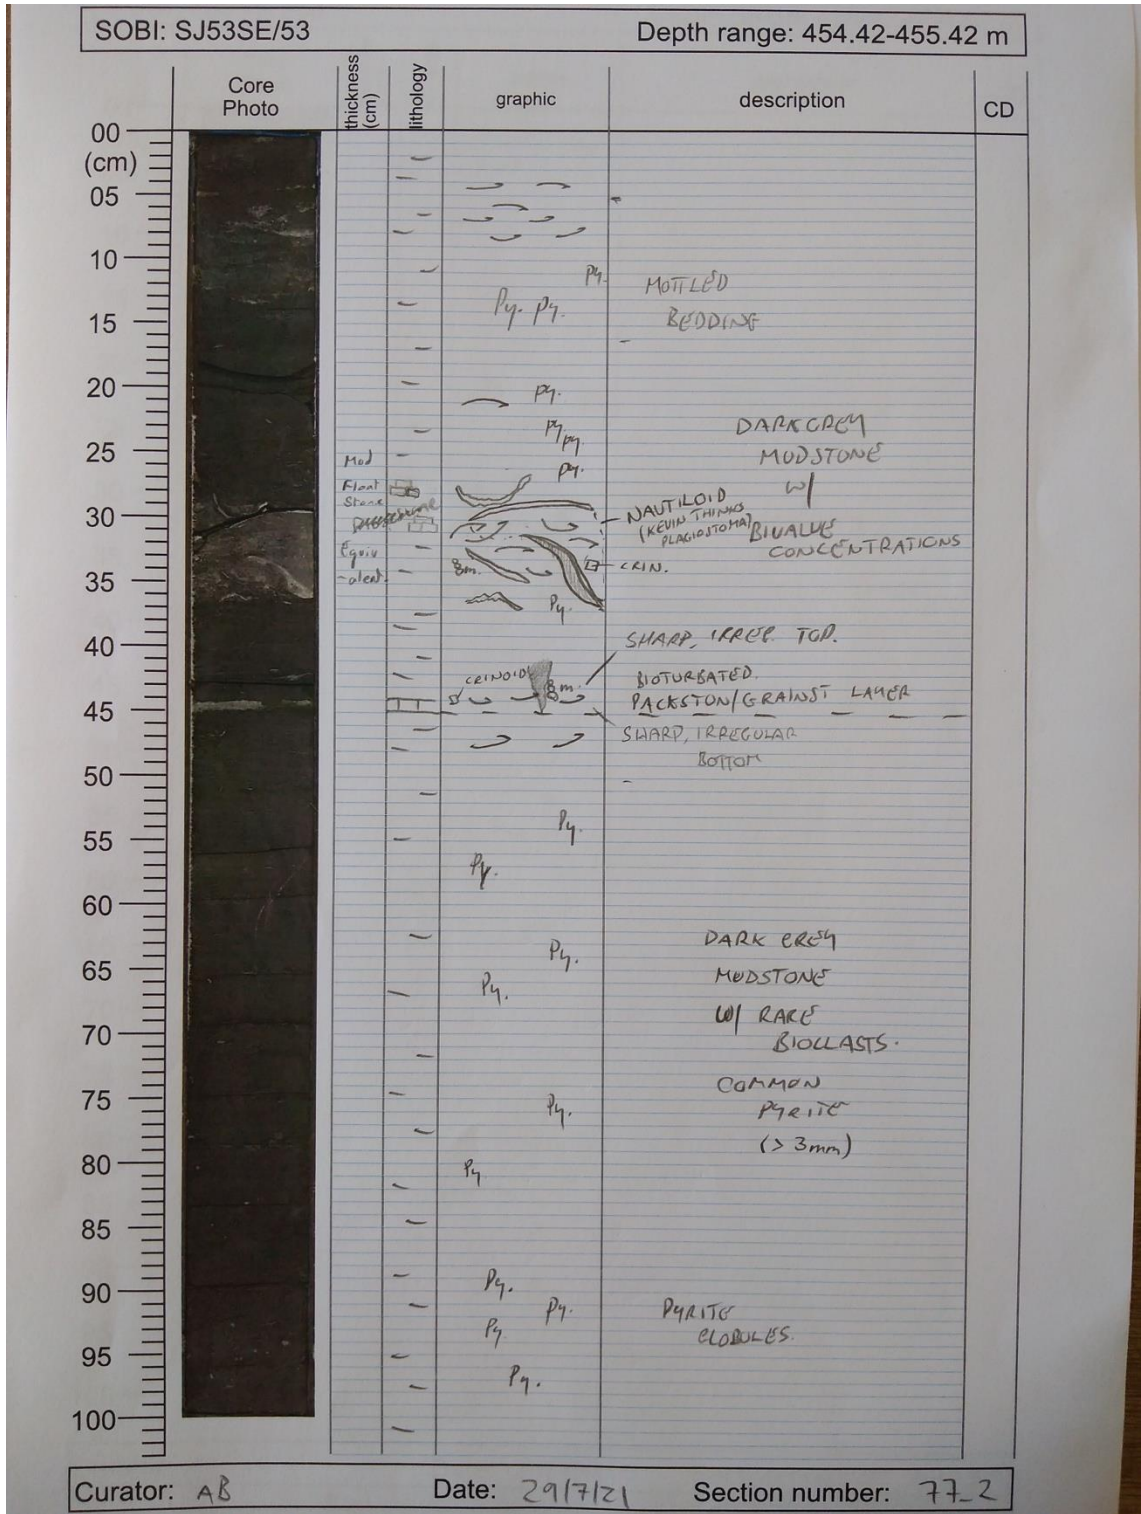 SOBI: SJ53SE/53
Depth range: 454.42-455.42 m
Core
Photo
thickness
(cm)
lithology
graphic
description
CD
00
(cm)
05
10
15
20
25
30
35
40
45
50
55
60
65
70
75
80
85
90
95
100
Py.
Py. Py.
MOTTLED
BEDDING
Py.
Py
Py.
Py.
DARK GREY
MUDSTONE
W/
BIVALVE
CONCENTRATIONS
Mud
Float
Stone
Equiv
-alent
NAUTILOID
(KEVIN THINKS
PLAGIOSTOMA)
CRIN.
8m.
Py.
SHARP, IRREG. TOP.
CRINOID
8m.
BIOTURBATED.
PACKSTON/GRAINST LAYER
SHARP, IRREGULAR
BOTTOM
Py.
Py.
Py.
Py.
DARK GREY
MUDSTONE
W/ RARE
BIOCLASTS.
COMMON
PYRITE
(> 3mm)
Py.
Py
Py.
Py.
Py.
Py.
PYRITE
GLOBULES.
Curator: AB
Date: 29/7/21
Section number: 77_2